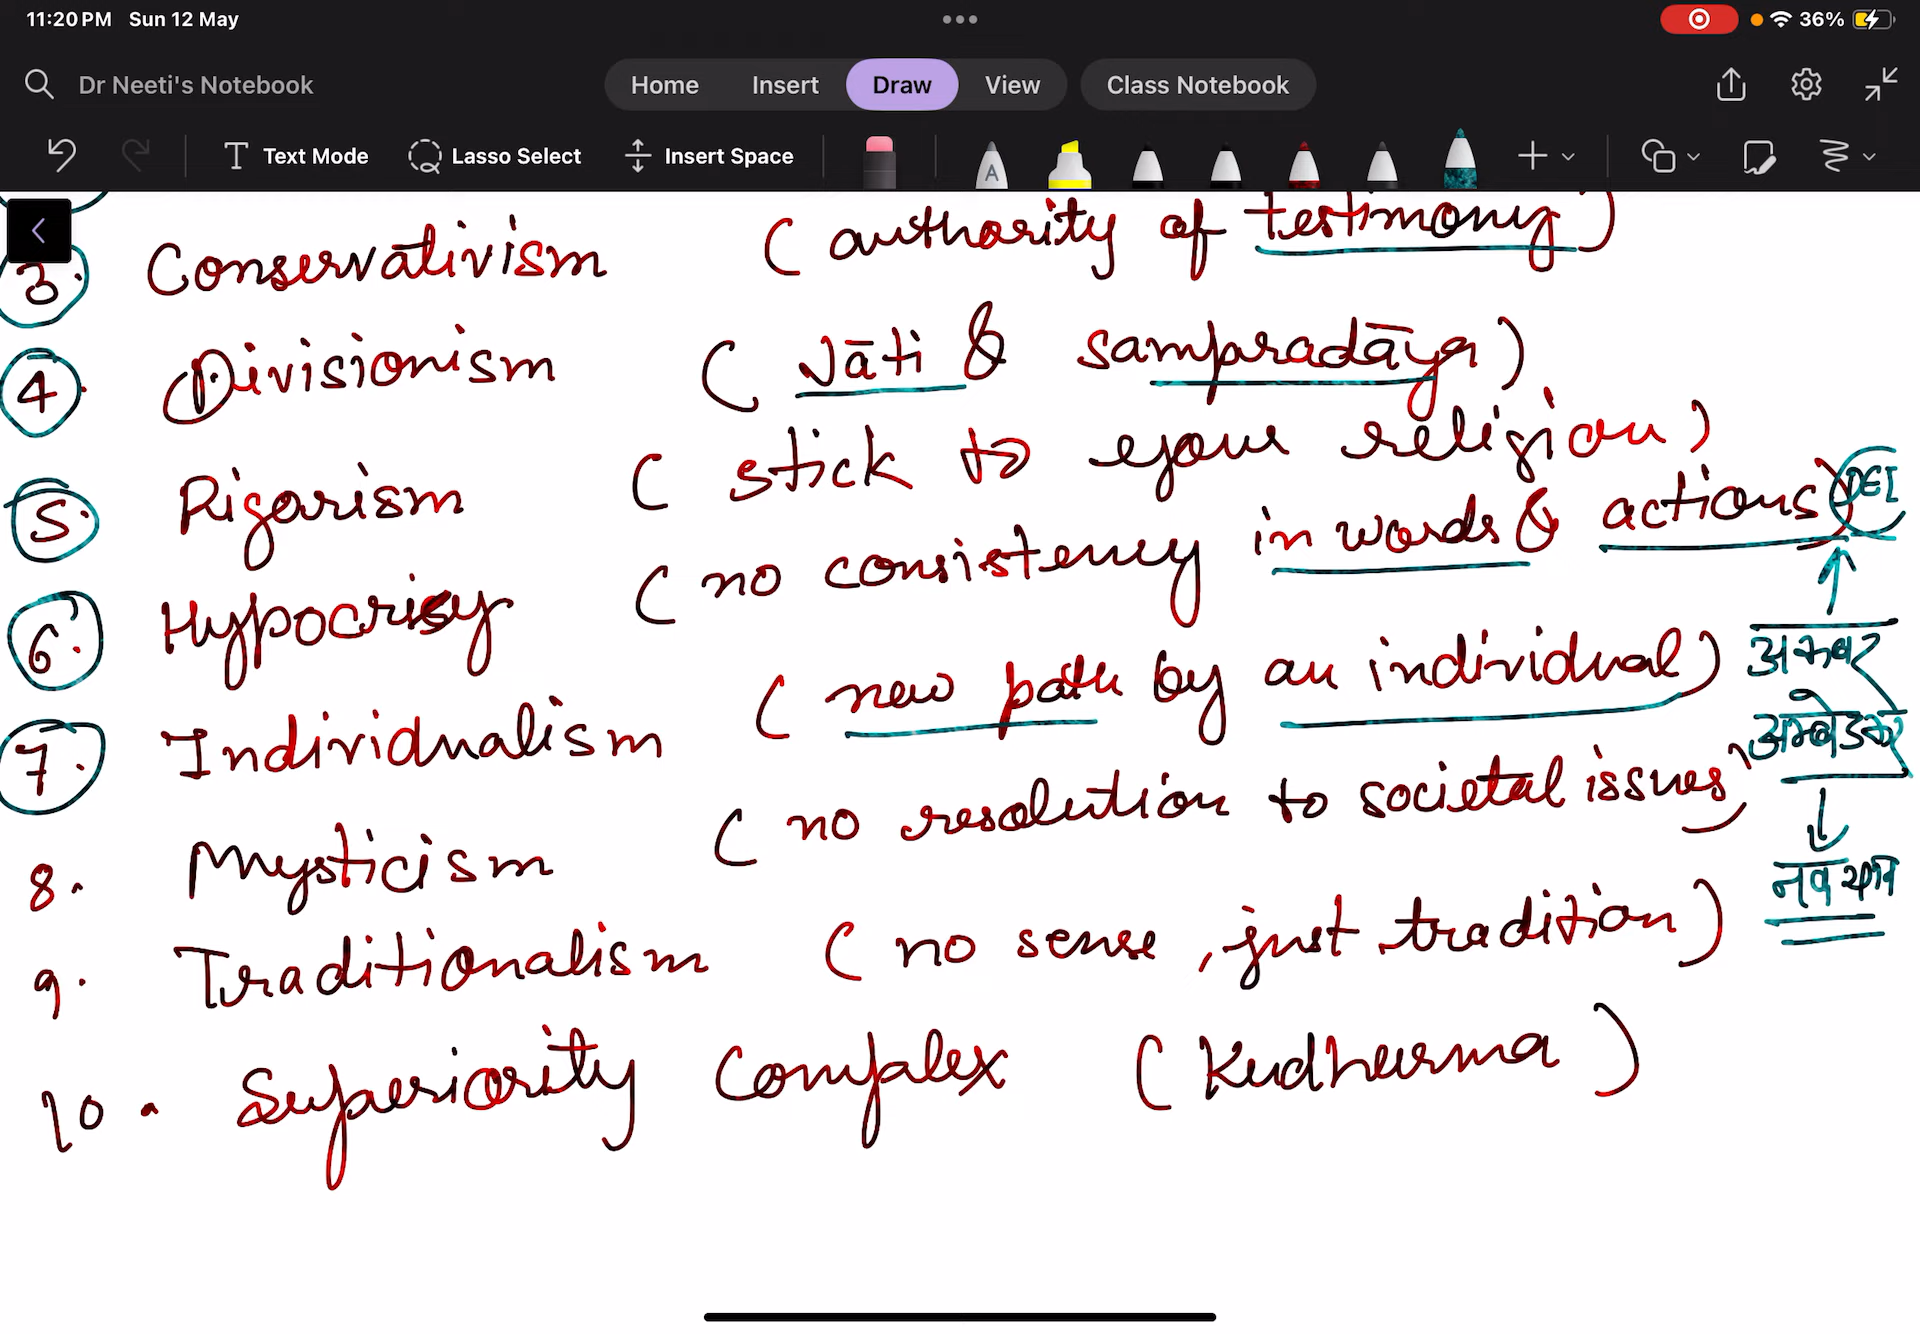 11:20 PM Sun 12 May
36%
Dr Neeti's Notebook
Home Insert Draw View Class Notebook
Text Mode Lasso Select Insert Space
A
3. Conservativism (authority of testimony)
4. Divisionism (Jāti & sampradāya)
5. Rigorism (stick to your religion)
6. Hypocrisy (no consistency in words & actions)
7. Individualism (new path by an individual)
8. Mysticism (no resolution to societal issues)
9. Traditionalism (no sense, just tradition)
10. Superiority Complex (Kudharma)
DEI
अकबर
अम्बेडकर